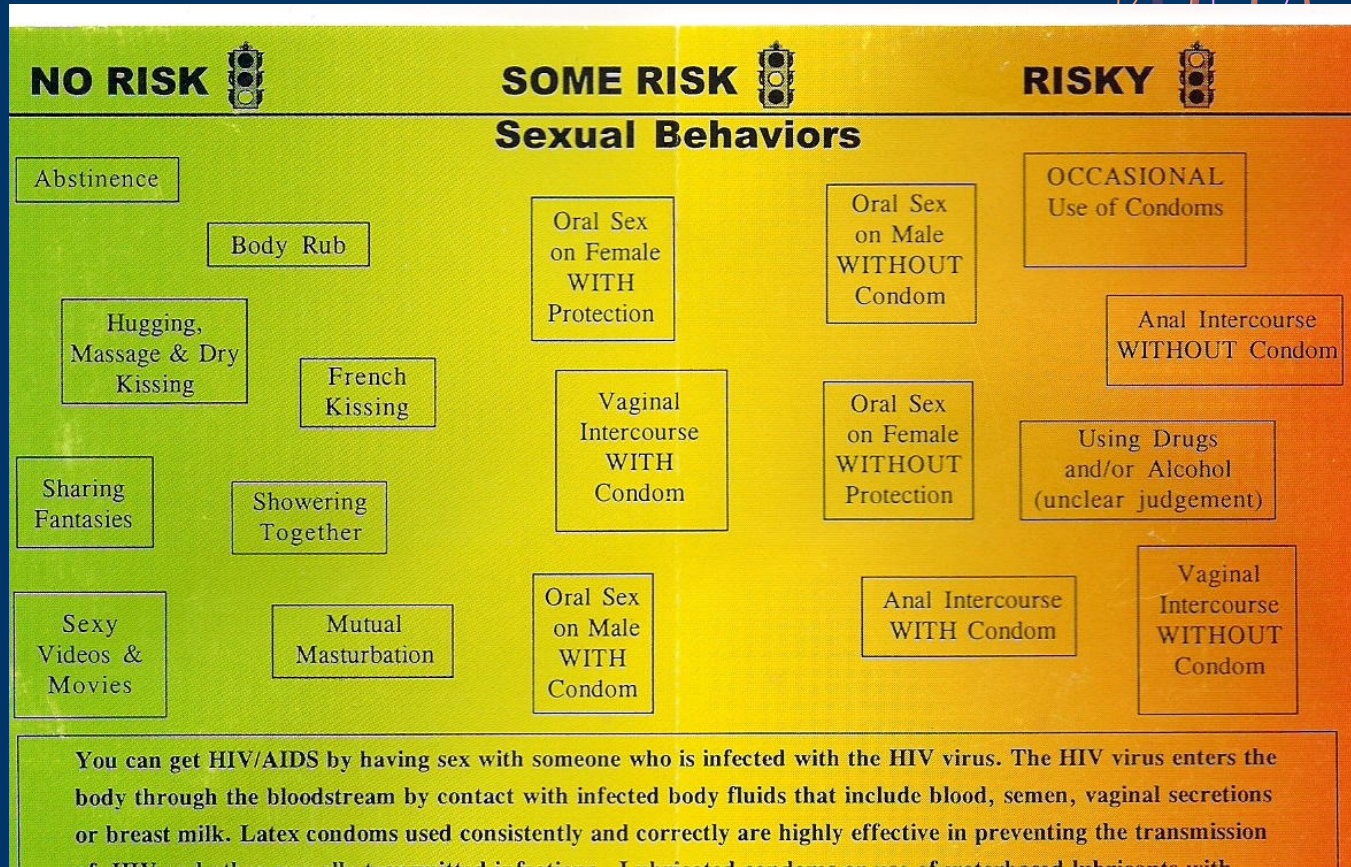 NO RISK
SOME RISK
RISKY
Sexual Behaviors
Abstinence
Body Rub
Hugging,
Massage & Dry
Kissing
French
Kissing
Sharing
Fantasies
Showering
Together
Sexy
Videos &
Movies
Mutual
Masturbation
Oral Sex
on Female
WITH
Protection
Vaginal
Intercourse
WITH
Condom
Oral Sex
on Male
WITH
Condom
Oral Sex
on Male
WITHOUT
Condom
Oral Sex
on Female
WITHOUT
Protection
Anal Intercourse
WITH Condom
OCCASIONAL
Use of Condoms
Anal Intercourse
WITHOUT Condom
Using Drugs
and/or Alcohol
(unclear judgement)
Vaginal
Intercourse
WITHOUT
Condom
You can get HIV/AIDS by having sex with someone who is infected with the HIV virus. The HIV virus enters the
body through the bloodstream by contact with infected body fluids that include blood, semen, vaginal secretions
or breast milk. Latex condoms used consistently and correctly are highly effective in preventing the transmission